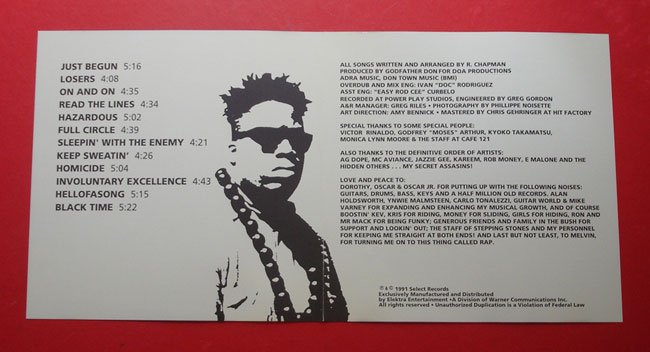 JUST BEGUN 5:16
LOSERS 4:08
ON AND ON 4:35
READ THE LINES 4:34
HAZARDOUS 5:02
FULL CIRCLE 4:39
SLEEPIN' WITH THE ENEMY 4:21
KEEP SWEATIN' 4:26
HOMICIDE 5:04
INVOLUNTARY EXCELLENCE 4:43
HELLOFASONG 5:15
BLACK TIME 5:22
ALL SONGS WRITTEN AND ARRANGED BY R. CHAPMAN
PRODUCED BY GODFATHER DON FOR DOA PRODUCTIONS
ADRA MUSIC, DON TOWN MUSIC (BMI)
OVERDUB AND MIX ENG: IVAN "DOC" RODRIGUEZ
ASST ENG: "EASY ROD CEE" CURBELO
RECORDED AT POWER PLAY STUDIOS, ENGINEERED BY GREG GORDON
A&R MANAGER: GREG RILES • PHOTOGRAPHY BY PHILIPPE NOISETTE
ART DIRECTION: AMY BENNICK • MASTERED BY CHRIS GEHRINGER AT HIT FACTORY
SPECIAL THANKS TO SOME SPECIAL PEOPLE:
VICTOR RINALDO, GODFREY "MOSES" ARTHUR, KYOKO TAKAMATSU,
MONICA LYNN MOORE & THE STAFF AT CAFE 121
ALSO THANKS TO THE DEFINITIVE ORDER OF ARTISTS:
AG DOPE, MC AVIANCE, JAZZIE GEE, KAREEM, ROB MONEY, E MALONE AND THE
HIDDEN OTHERS . . . MY SECRET ASSASINS!
LOVE AND PEACE TO:
DOROTHY, OSCAR & OSCAR JR. FOR PUTTING UP WITH THE FOLLOWING NOISES:
GUITARS, DRUMS, BASS, KEYS AND A HALF MILLION OLD RECORDS. ALAN
HOLDSWORTH, YNWIE MALMSTEEN, CARLO TONALEZZI, GUITAR WORLD & MIKE
VARNEY FOR EXPANDING AND ENHANCING MY MUSICAL GROWTH, AND OF COURSE
BOOSTIN' KEV, KRIS FOR RIDING, MONEY FOR SLIDING, GIRLS FOR HIDING, RON AND
MR MACK FOR BEING FUNKY; GENEROUS FRIENDS AND FAMILY IN THE BUSH FOR
SUPPORT AND LOOKIN' OUT; THE STAFF OF STEPPING STONES AND MY PERSONNEL
FOR KEEPING ME STRAIGHT AT BOTH ENDS! AND LAST BUT NOT LEAST, TO MELVIN,
FOR TURNING ME ON TO THIS THING CALLED RAP.
℗ & © 1991 Select Records
Exclusively Manufactured and Distributed
by Elektra Entertainment • A Division of Warner Communications Inc.
All rights reserved • Unauthorized Duplication is a Violation of Federal Law